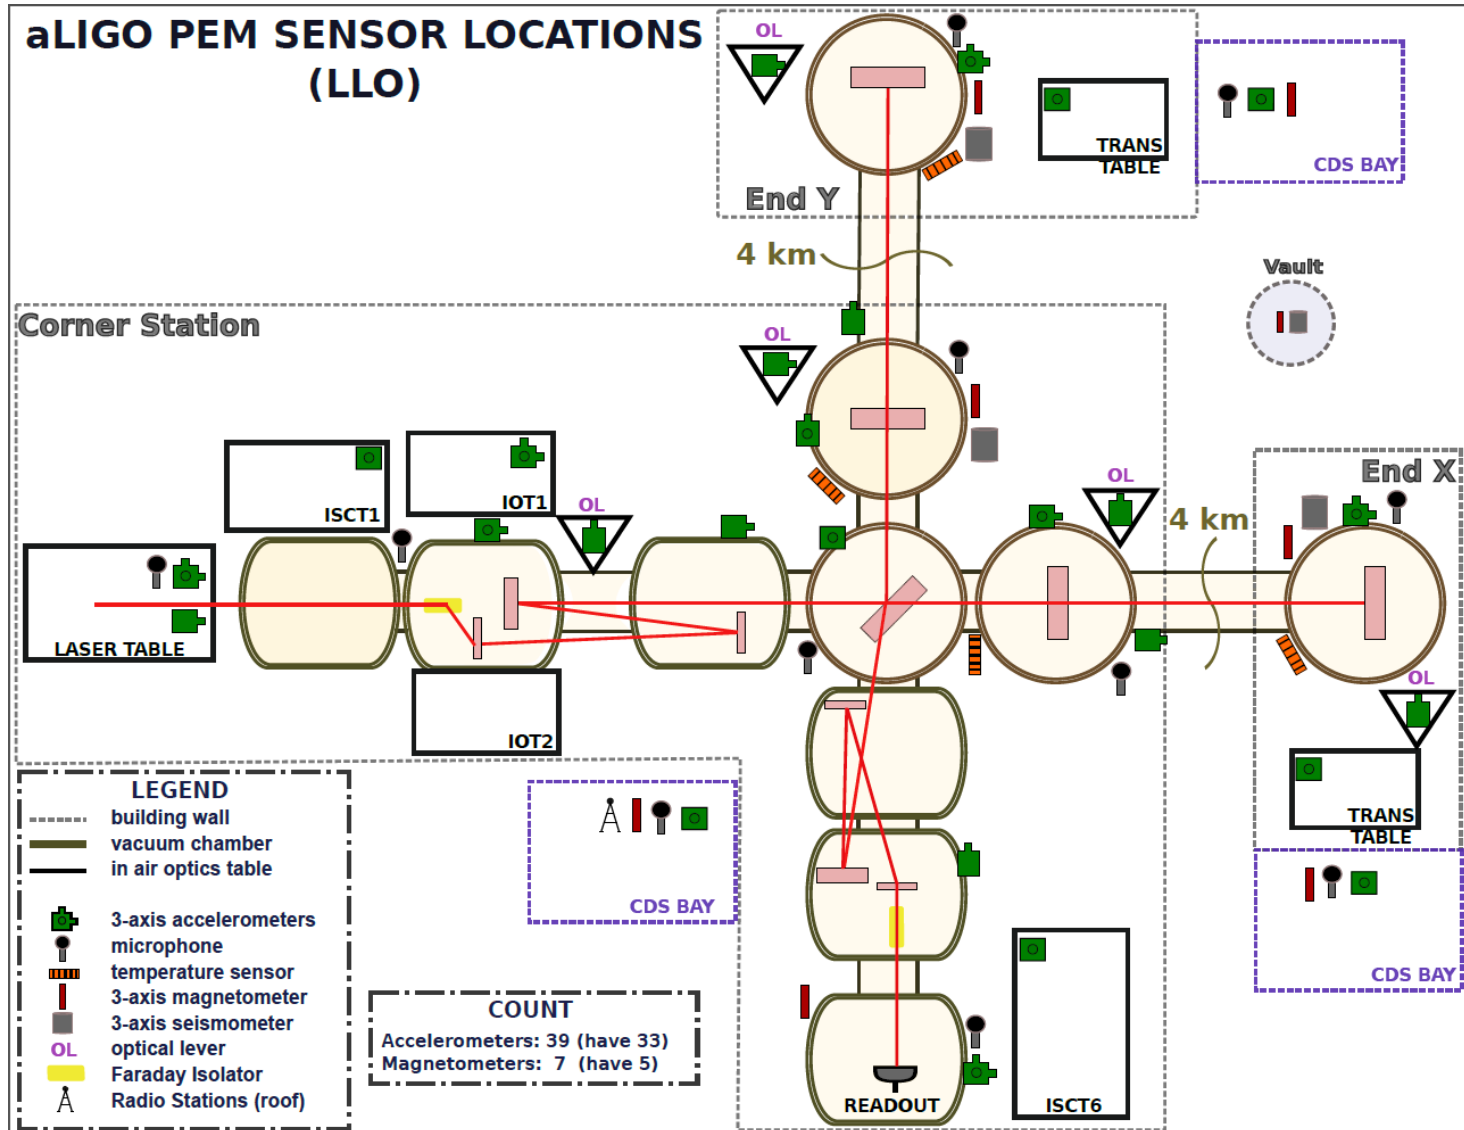 aLIGO PEM SENSOR LOCATIONS
(LLO)
OL
TRANS
TABLE
CDS BAY
End Y
4 km
Vault
Corner Station
OL
End X
ISCT1
IOT1
OL
OL
4 km
LASER TABLE
IOT2
OL
TRANS
TABLE
CDS BAY
CDS BAY
ISCT6
READOUT
LEGEND
building wall
vacuum chamber
in air optics table
3-axis accelerometers
microphone
temperature sensor
3-axis magnetometer
3-axis seismometer
OL optical lever
Faraday Isolator
Radio Stations (roof)
COUNT
Accelerometers: 39 (have 33)
Magnetometers: 7 (have 5)